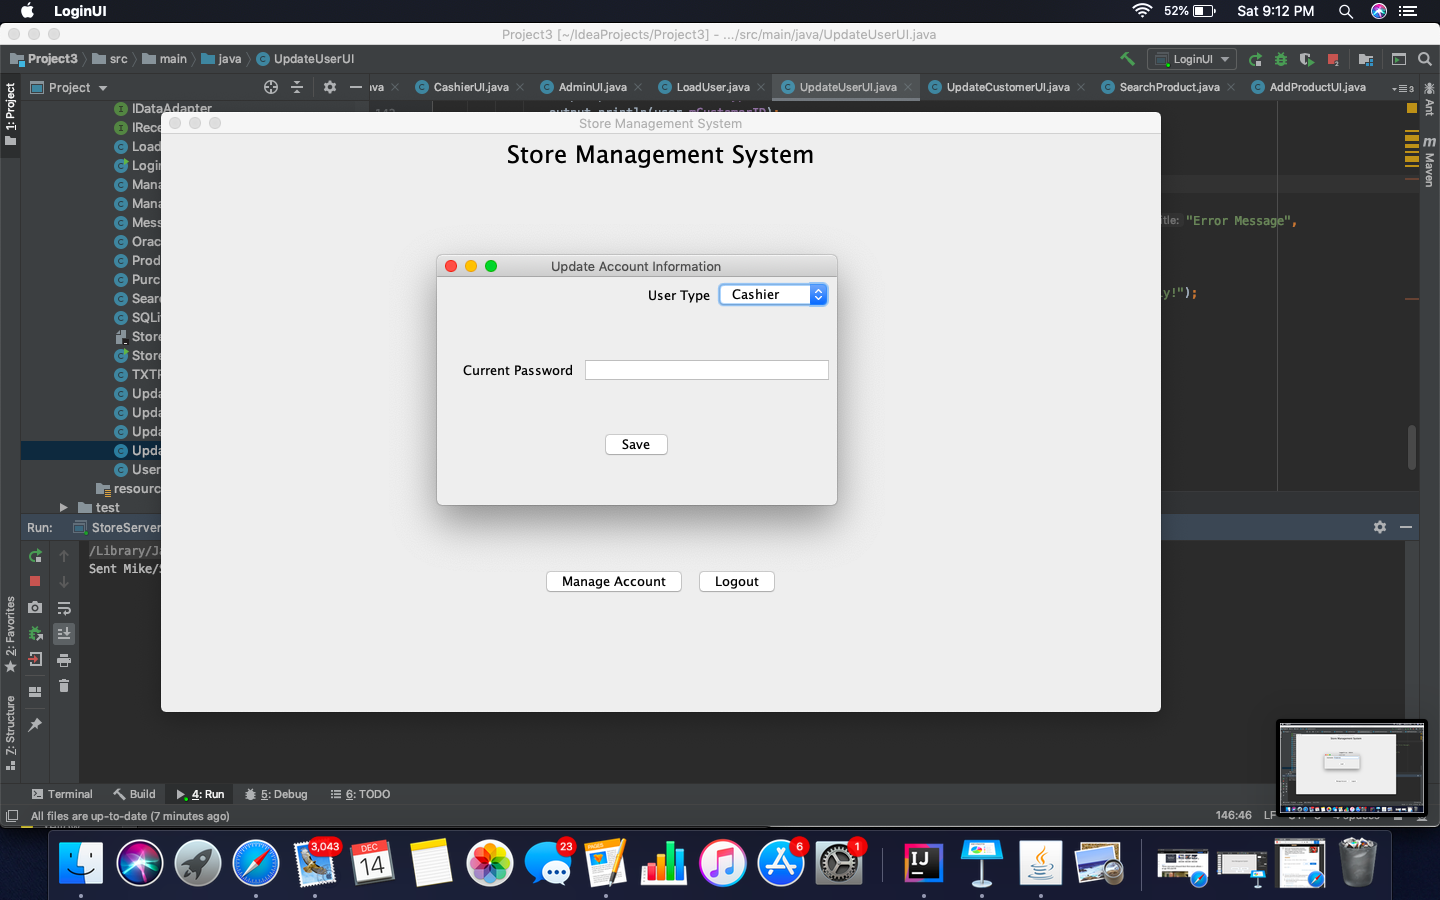 LoginUI
52%
Sat 9:12 PM
Project3 [~/IdeaProjects/Project3] - .../src/main/java/UpdateUserUI.java
Project3
src
main
java
UpdateUserUI
LoginUI
Project
ava
CashierUI.java
AdminUI.java
LoadUser.java
UpdateUserUI.java
UpdateCustomerUI.java
SearchProduct.java
AddProductUI.java
1: Project
Ant
Maven
IDataAdapter
IRece
Load
Login
Mana
Mana
Mess
Orac
Prod
Purc
Sear
SQLi
Store
Store
TXTR
Upda
Upda
Upda
Upda
User
resourc
test
Store Management System
Store Management System
Update Account Information
User Type
Cashier
Current Password
Save
Manage Account
Logout
itle: "Error Message",
y!");
Run:
StoreServer
/Library/Ja
Sent Mike/
2: Favorites
7: Structure
Terminal
Build
4: Run
5: Debug
6: TODO
All files are up-to-date (7 minutes ago)
146:46
LF
3,043
DEC
14
23
PAGES
6
1
IJ